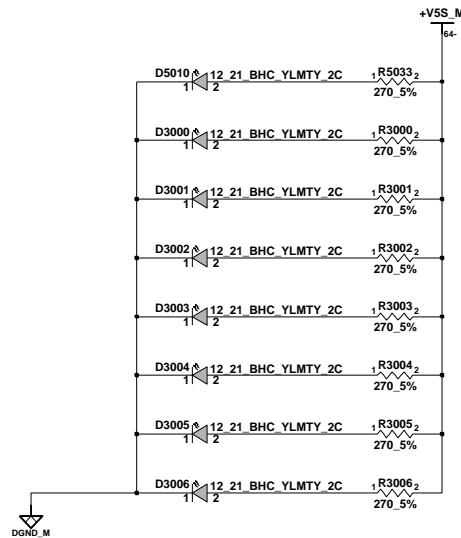 +V5S_M
64-
D5010 12_21_BHC_YLMTY_2C 1 R5033 2
1 2 270_5%
D3000 12_21_BHC_YLMTY_2C 1 R3000 2
1 2 270_5%
D3001 12_21_BHC_YLMTY_2C 1 R3001 2
1 2 270_5%
D3002 12_21_BHC_YLMTY_2C 1 R3002 2
1 2 270_5%
D3003 12_21_BHC_YLMTY_2C 1 R3003 2
1 2 270_5%
D3004 12_21_BHC_YLMTY_2C 1 R3004 2
1 2 270_5%
D3005 12_21_BHC_YLMTY_2C 1 R3005 2
1 2 270_5%
D3006 12_21_BHC_YLMTY_2C 1 R3006 2
1 2 270_5%
DGND_M